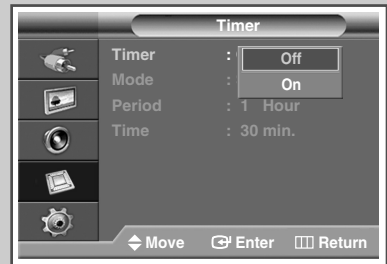 Timer
Timer :
Off
On
Mode :
Period : 1 Hour
Time : 30 min.
Move Enter Return